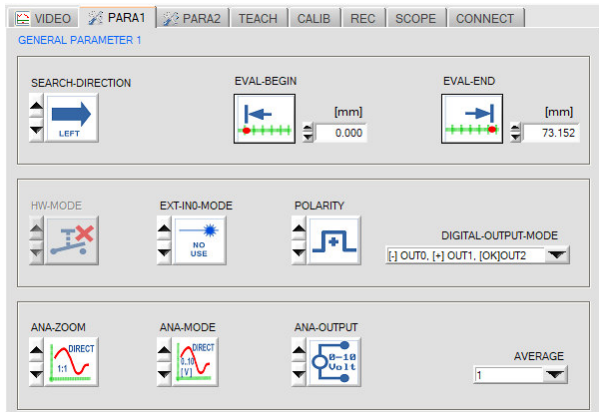 VIDEO PARA1 PARA2 TEACH CALIB REC SCOPE CONNECT
GENERAL PARAMETER 1
SEARCH-DIRECTION EVAL-BEGIN EVAL-END
LEFT
[mm] [mm]
0.000 73.152
HW-MODE EXT-IN0-MODE POLARITY
NO
USE
DIGITAL-OUTPUT-MODE
[-] OUT0, [+] OUT1, [OK]OUT2
ANA-ZOOM ANA-MODE ANA-OUTPUT
DIRECT
1:1
DIRECT
0..10
[V]
0-10
Volt
AVERAGE
1